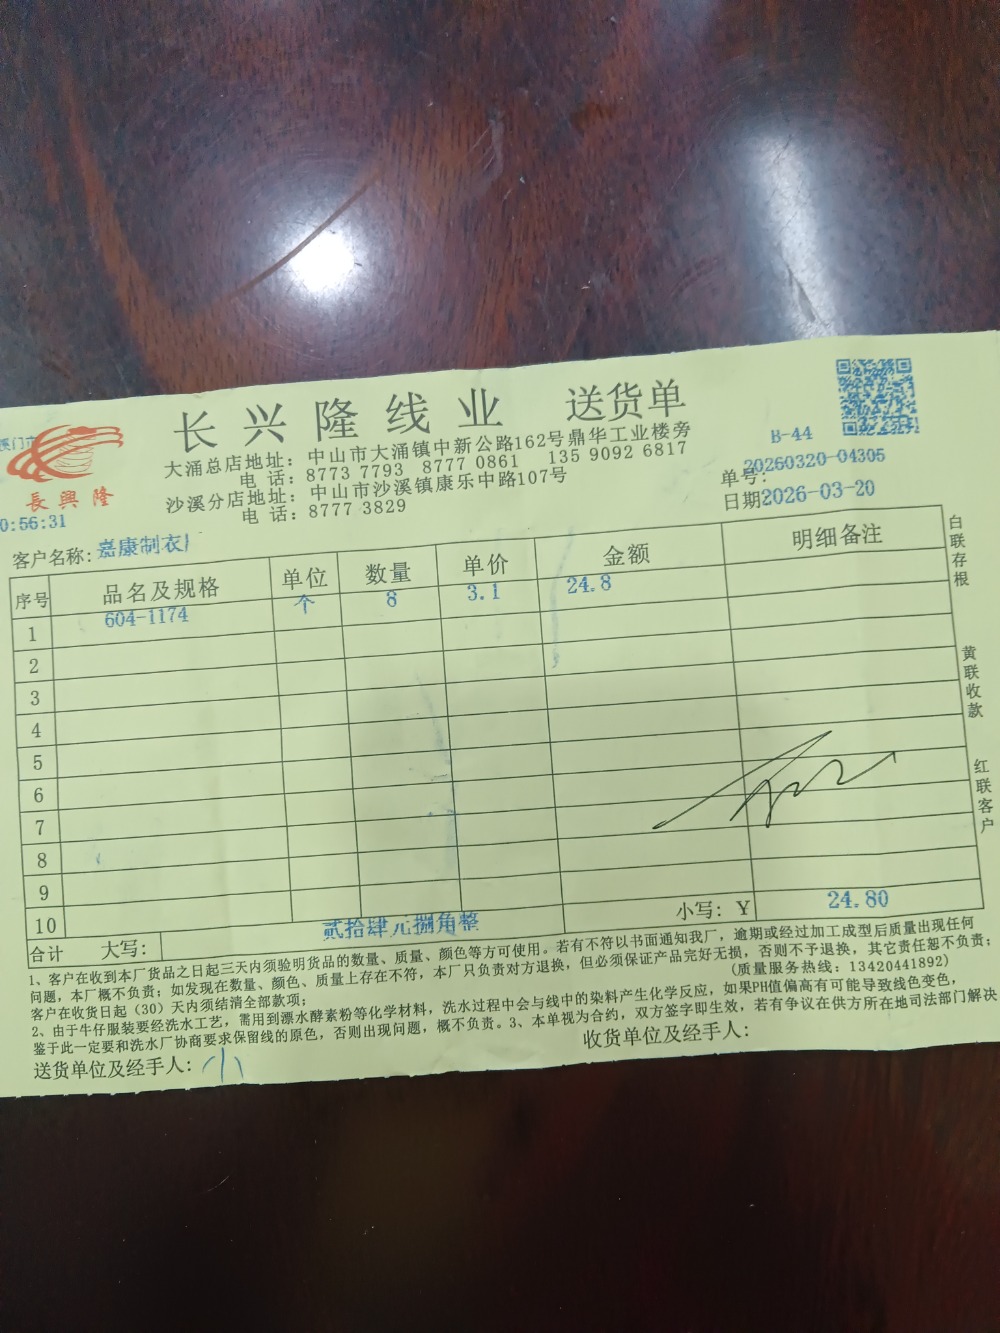 长兴隆线业 送货单
B-44
大涌总店地址：中山市大涌镇中新公路162号鼎华工业楼旁
电 话：8773 7793 8777 0861 135 9092 6817
沙溪分店地址：中山市沙溪镇康乐中路107号
电 话：8777 3829
長興隆
0:56:31
单号：20260320-04305
日期2026-03-20
客户名称：嘉康制衣厂
序号 品名及规格 单位 数量 单价 金额 明细备注
1 604-1174 个 8 3.1 24.8
2
3
4
5
6
7
8
9
10
合计 大写：贰拾肆元捌角整 小写：¥ 24.80
白联存根
黄联收款
红联客户
1、客户在收到本厂货品之日起三天内须验明货品的数量、质量、颜色等方可使用。若有不符以书面通知我厂，逾期或经过加工成型后质量出现任何
问题，本厂概不负责；如发现在数量、颜色、质量上存在不符，本厂只负责对方退换，但必须保证产品完好无损，否则不予退换，其它责任恕不负责；
客户在收货日起（30）天内须结清全部款项； （质量服务热线：13420441892）
2、由于牛仔服装要经洗水工艺，需用到漂水酵素粉等化学材料，洗水过程中会与线中的染料产生化学反应，如果PH值偏高有可能导致线色变色，
鉴于此一定要和洗水厂协商要求保留线的原色，否则出现问题，概不负责。3、本单视为合约，双方签字即生效，若有争议在供方所在地司法部门解决
送货单位及经手人： 收货单位及经手人：